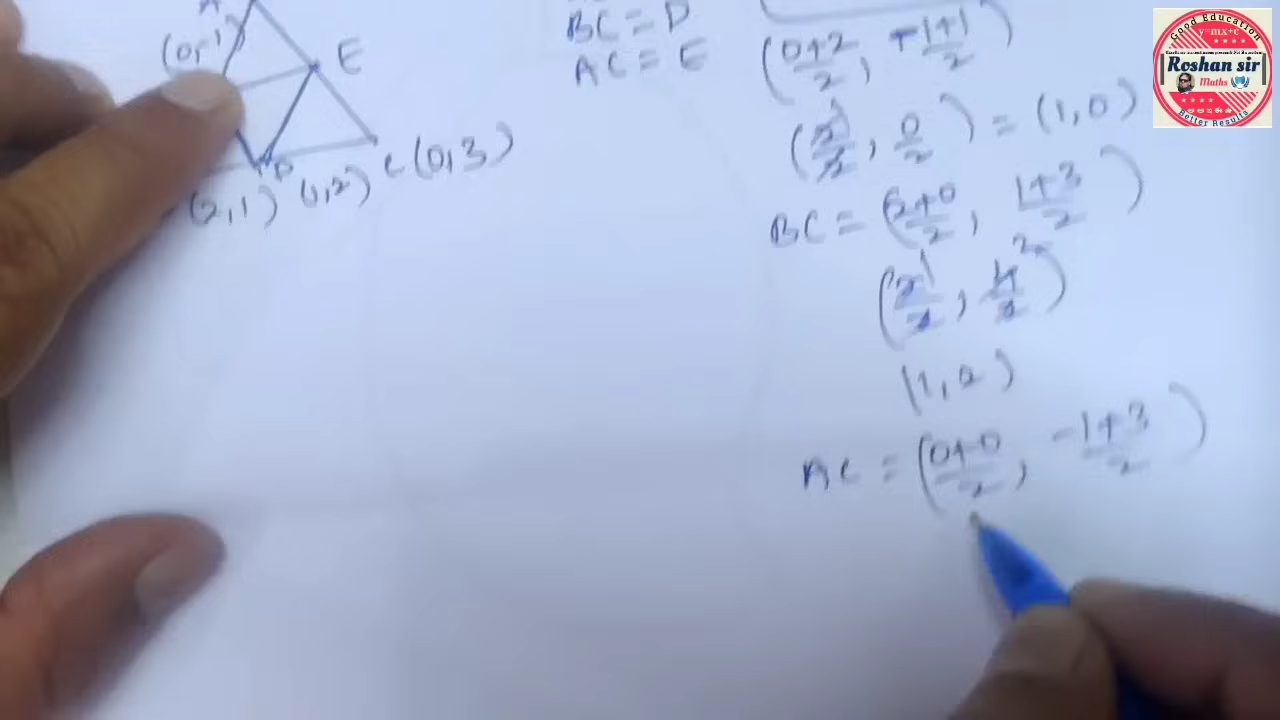 A
(0,-1)
E
C (0,3)
D (1,2)
(2,1)
BC = D
AC = E
(0+2/2, -1+1/2)
(2/2, 0/2) = (1,0)
BC = (2+0/2, 1+3/2)
(2/2, 4/2)
(1,2)
AC = (0+0/2, -1+3/2)
Good Education
y=mx+c
Roshan sir
Maths
Better Results